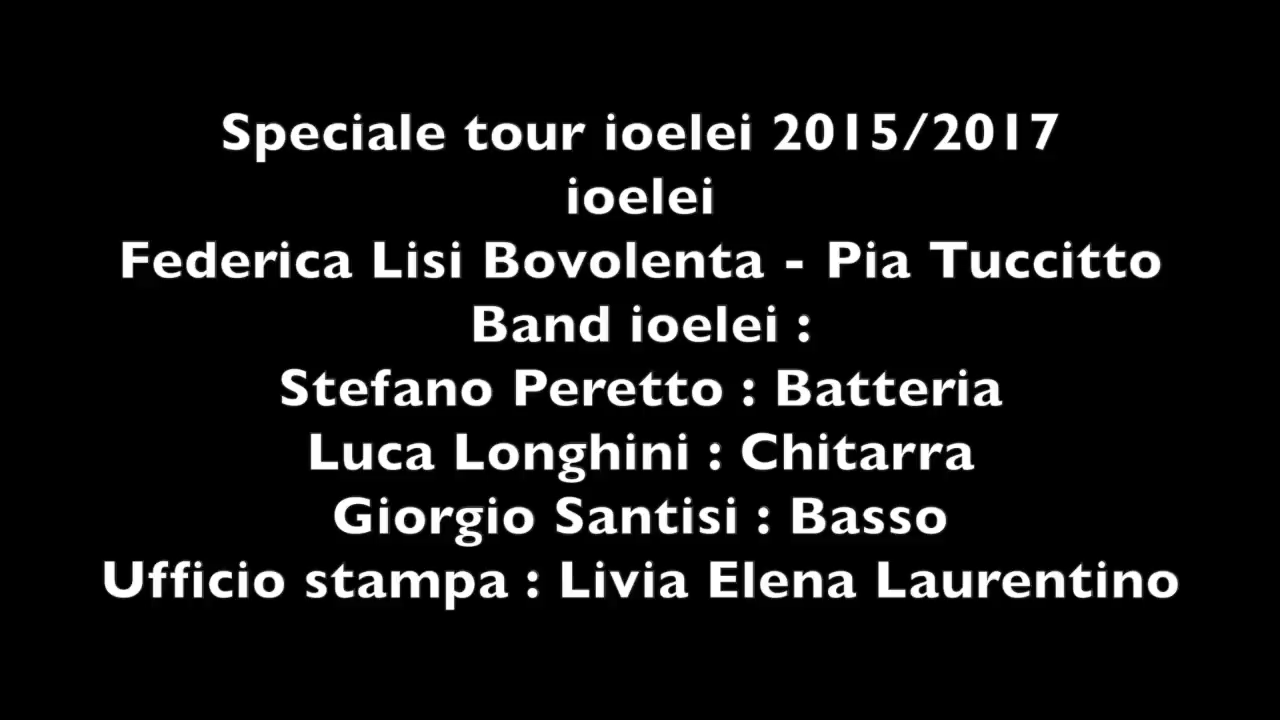 Speciale tour ioelei 2015/2017
ioelei
Federica Lisi Bovolenta - Pia Tuccitto
Band ioelei :
Stefano Peretto : Batteria
Luca Longhini : Chitarra
Giorgio Santisi : Basso
Ufficio stampa : Livia Elena Laurentino